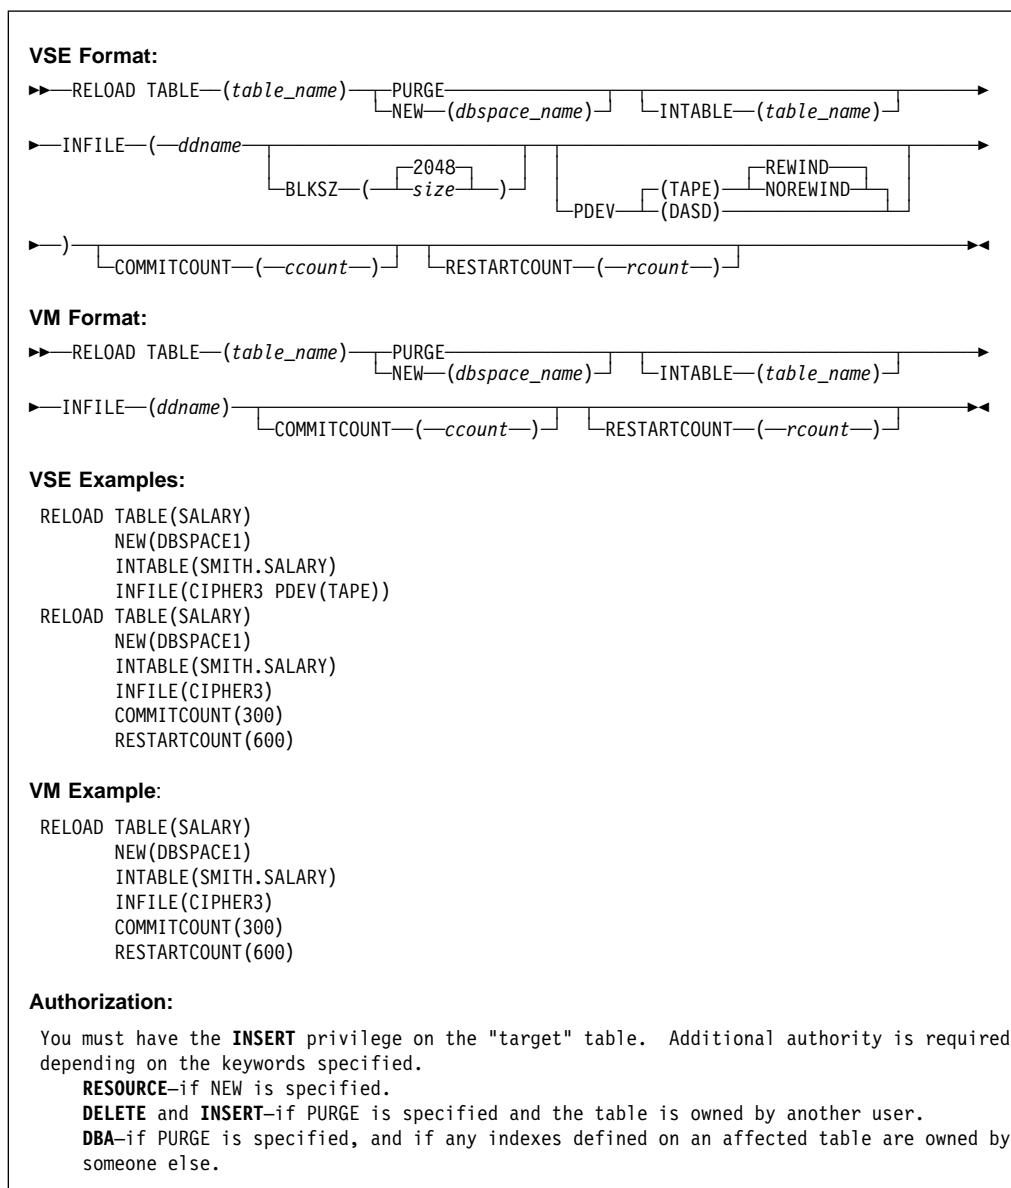 VSE Format:
►►──RELOAD TABLE──(table_name)──┬─PURGE──────────────┬──┬───────────────────────┬──►
└─NEW──(dbspace_name)─┘ └─INTABLE──(table_name)─┘
►──INFILE──(──ddname──┬──────────────────────┬──┬──────────────────────────────┬──►
┌─2048─┐ ┌─REWIND───┐
└─BLKSZ──(──┴─size─┴──)─┘ ┌─(TAPE)─┴─NOREWIND─┴─┐
└─PDEV──┴─(DASD)──────────────┴─┘
►──)──┬──────────────────────────┬──┬───────────────────────────┬──►◄
└─COMMITCOUNT──(──ccount──)─┘ └─RESTARTCOUNT──(──rcount──)─┘
VM Format:
►►──RELOAD TABLE──(table_name)──┬─PURGE──────────────┬──┬───────────────────────┬──►
└─NEW──(dbspace_name)─┘ └─INTABLE──(table_name)─┘
►──INFILE──(ddname)──┬──────────────────────────┬──┬───────────────────────────┬──►◄
└─COMMITCOUNT──(──ccount──)─┘ └─RESTARTCOUNT──(──rcount──)─┘
VSE Examples:
RELOAD TABLE(SALARY)
NEW(DBSPACE1)
INTABLE(SMITH.SALARY)
INFILE(CIPHER3 PDEV(TAPE))
RELOAD TABLE(SALARY)
NEW(DBSPACE1)
INTABLE(SMITH.SALARY)
INFILE(CIPHER3)
COMMITCOUNT(300)
RESTARTCOUNT(600)
VM Example:
RELOAD TABLE(SALARY)
NEW(DBSPACE1)
INTABLE(SMITH.SALARY)
INFILE(CIPHER3)
COMMITCOUNT(300)
RESTARTCOUNT(600)
Authorization:
You must have the INSERT privilege on the "target" table. Additional authority is required
depending on the keywords specified.
RESOURCE—if NEW is specified.
DELETE and INSERT—if PURGE is specified and the table is owned by another user.
DBA—if PURGE is specified, and if any indexes defined on an affected table are owned by
someone else.